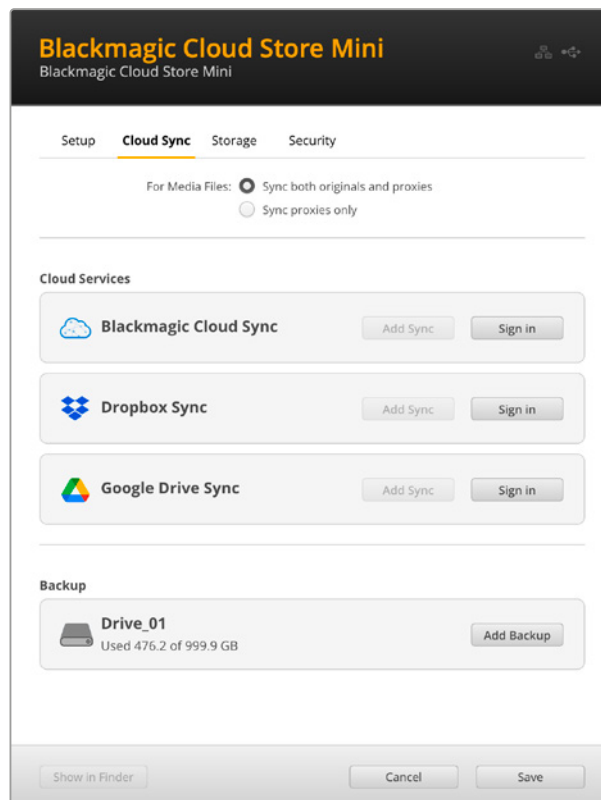 Blackmagic Cloud Store Mini
Blackmagic Cloud Store Mini
Setup Cloud Sync Storage Security
For Media Files: Sync both originals and proxies
Sync proxies only
Cloud Services
Blackmagic Cloud Sync Add Sync Sign in
Dropbox Sync Add Sync Sign in
Google Drive Sync Add Sync Sign in
Backup
Drive_01
Used 476.2 of 999.9 GB
Add Backup
Show in Finder Cancel Save